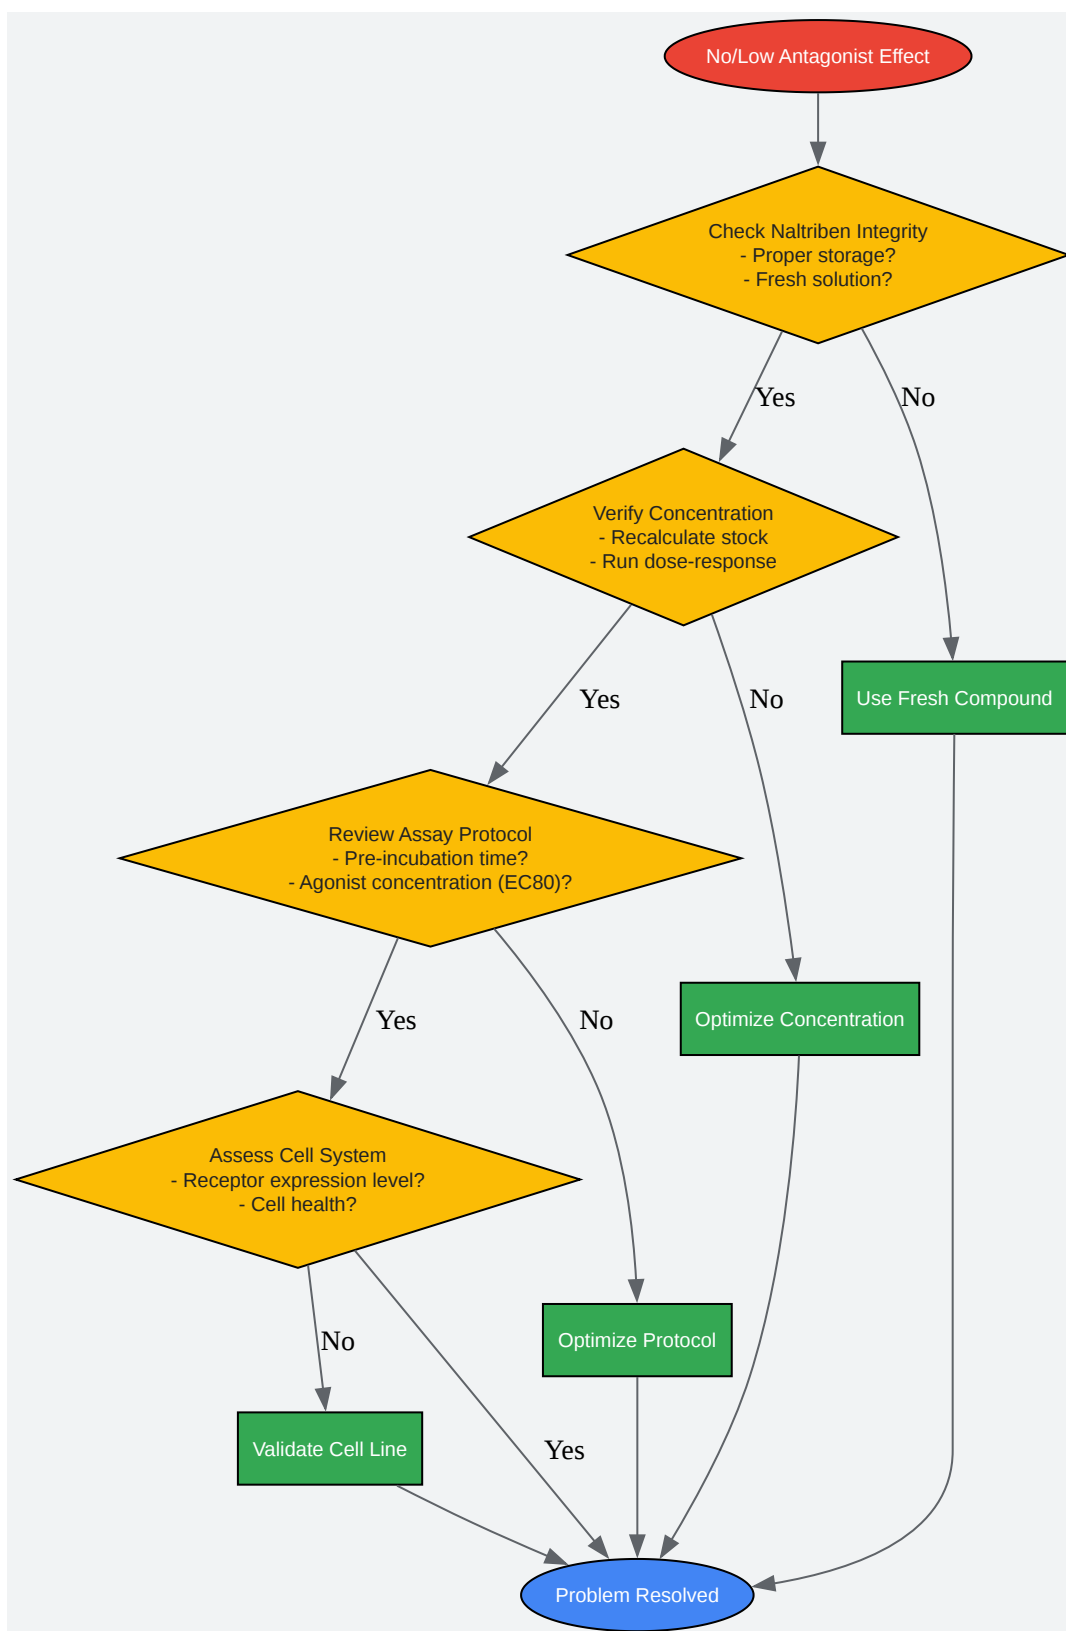 No/Low Antagonist Effect
Check Naltriben Integrity
- Proper storage?
- Fresh solution?
Yes
No
Verify Concentration
- Recalculate stock
- Run dose-response
Yes
No
Use Fresh Compound
Review Assay Protocol
- Pre-incubation time?
- Agonist concentration (EC80)?
Yes
No
Optimize Concentration
Assess Cell System
- Receptor expression level?
- Cell health?
No
Optimize Protocol
Validate Cell Line
Yes
Problem Resolved